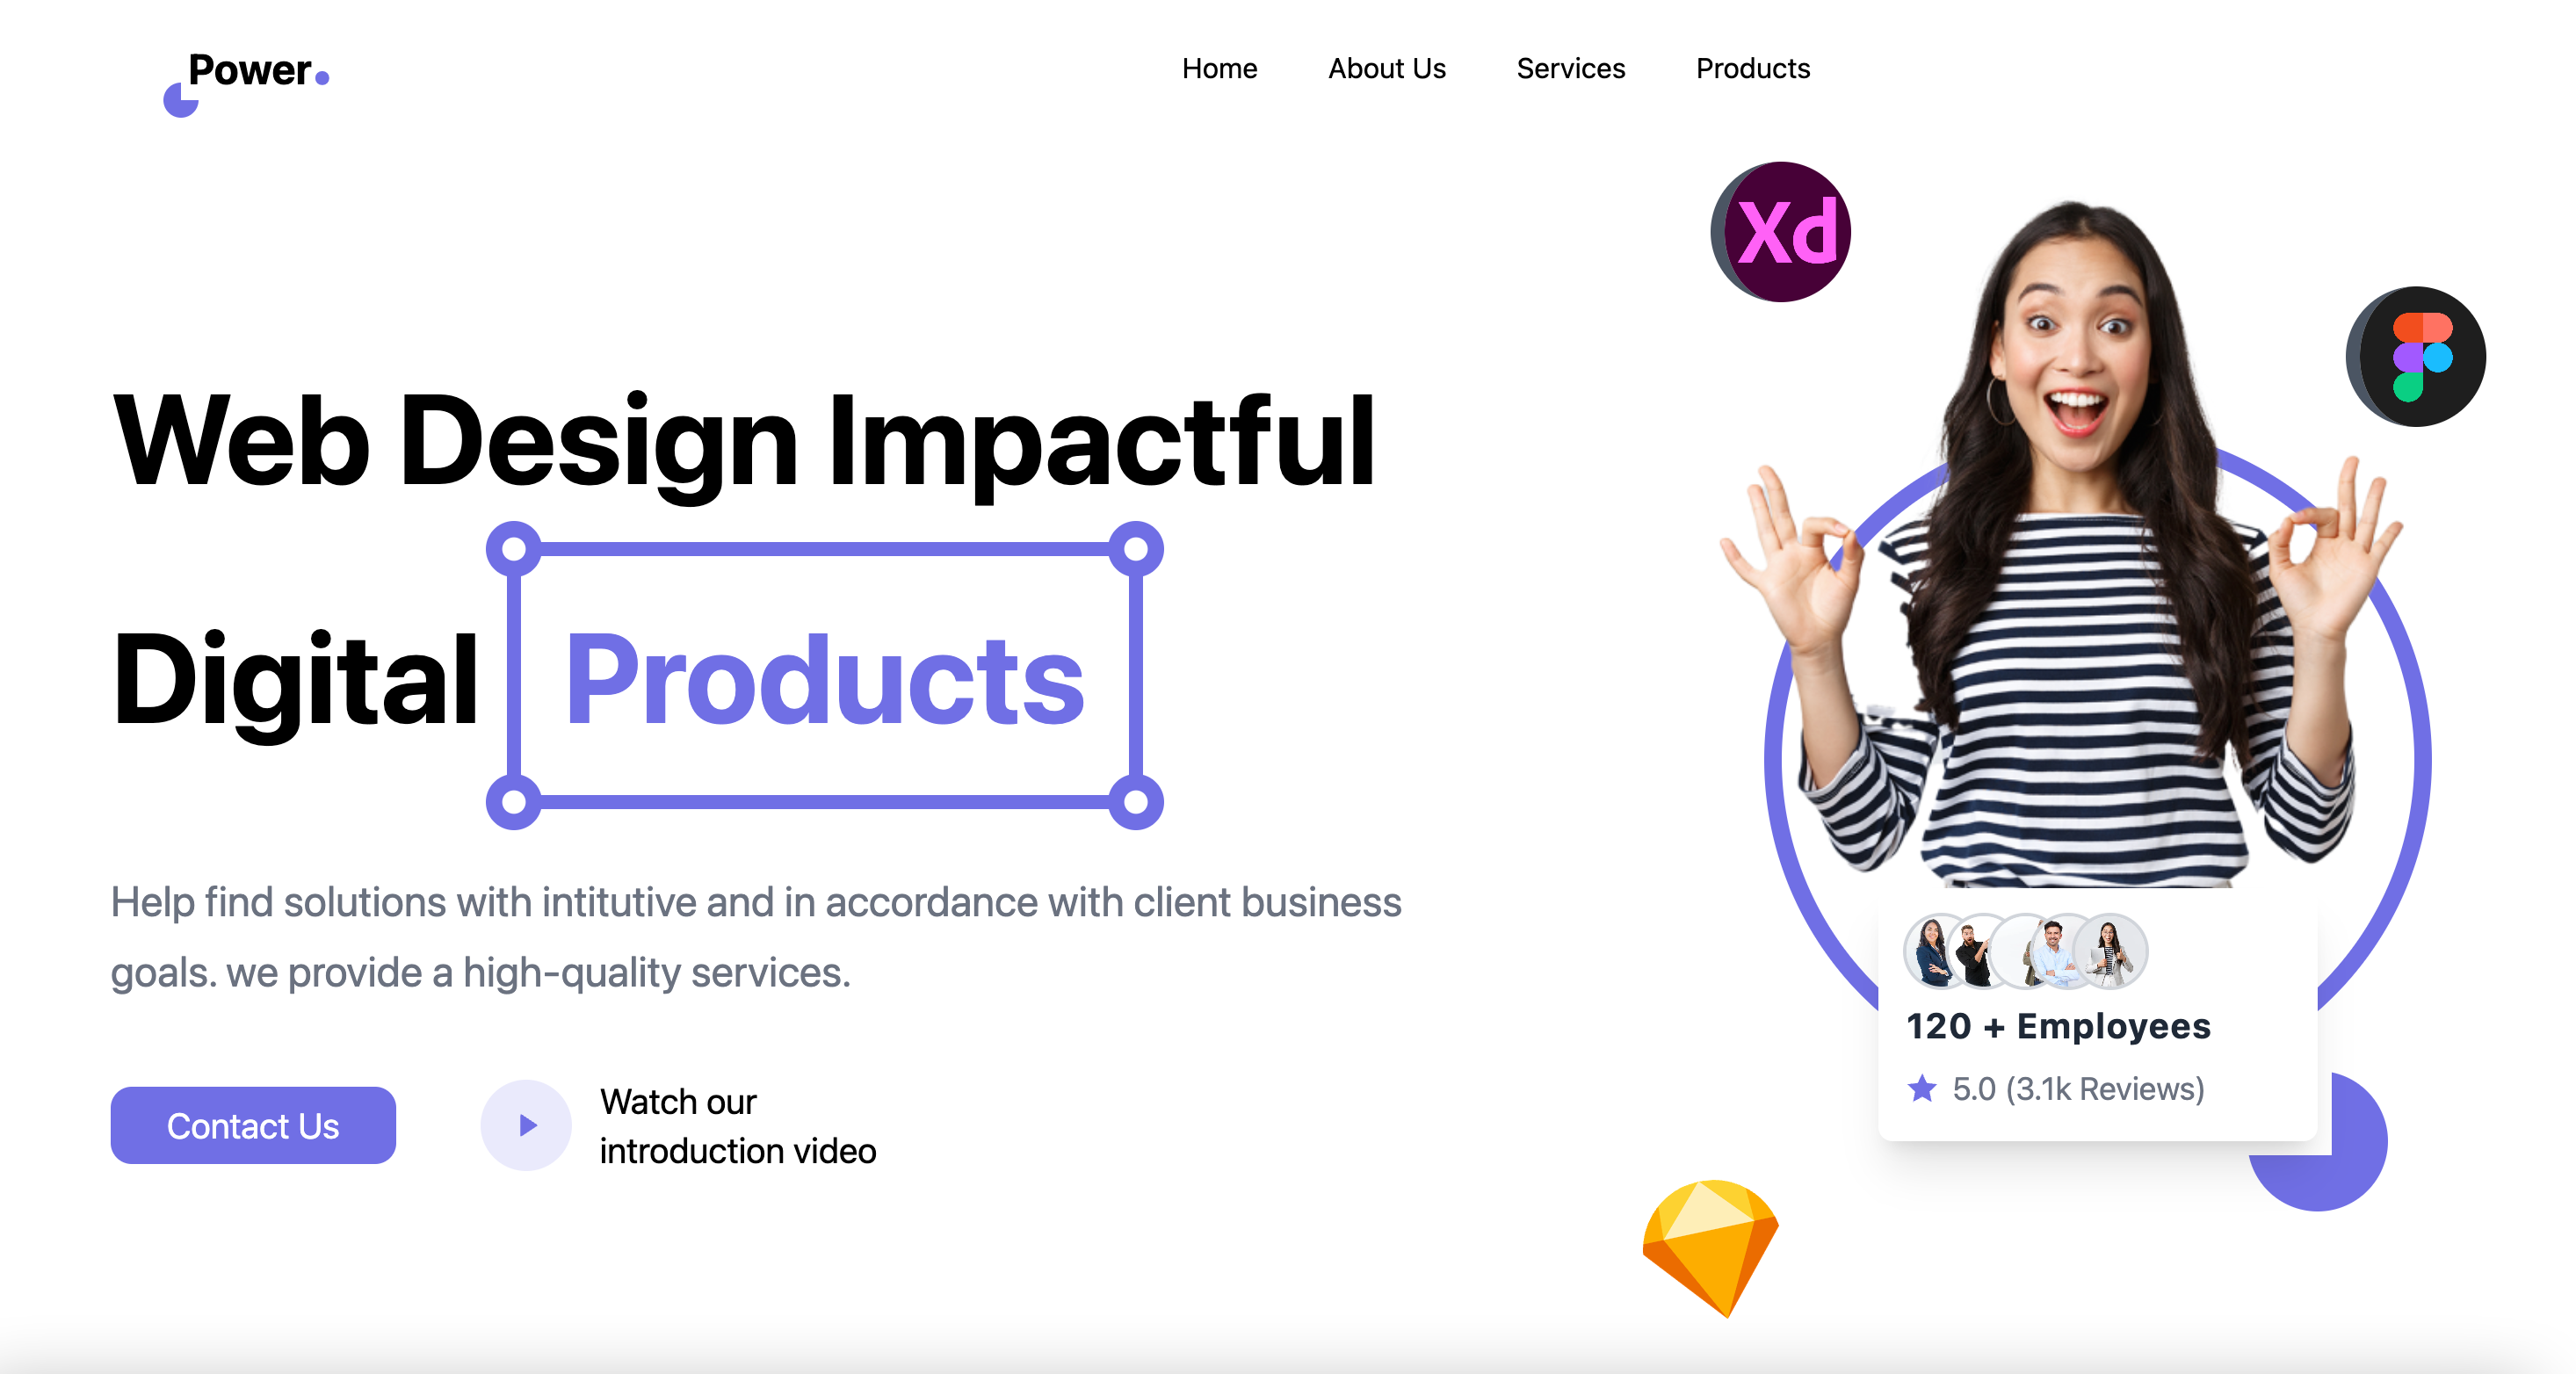 Power.
Home
About Us
Services
Products
Xd
Web Design Impactful
Digital Products
Help find solutions with intitutive and in accordance with client business
goals. we provide a high-quality services.
Contact Us
Watch our
introduction video
120 + Employees
5.0 (3.1k Reviews)